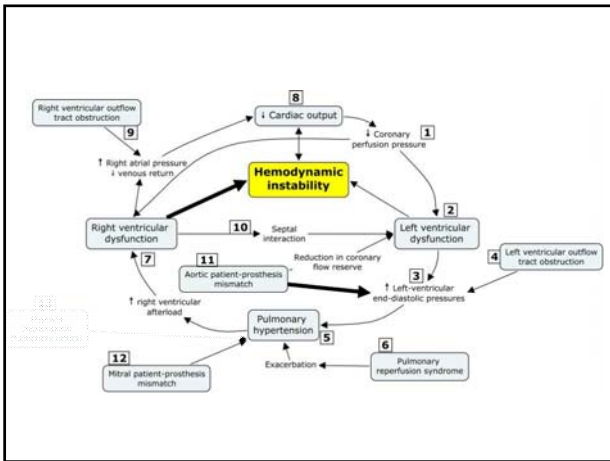 8
↓ Cardiac output
Right ventricular outflow
tract obstruction
9
1
↓ Coronary
perfusion pressure
↑ Right atrial pressure
↓ venous return
Hemodynamic
instability
2
Right ventricular
dysfunction
10
Septal
interaction
Left ventricular
dysfunction
7
11
Reduction in coronary
flow reserve
Aortic patient-prosthesis
mismatch
3
↑ Left-ventricular
end-diastolic pressures
4
Left ventricular outflow
tract obstruction
↑ right ventricular
afterload
Pulmonary
hypertension
5
12
Mitral patient-prosthesis
mismatch
Exacerbation
6
Pulmonary
reperfusion syndrome